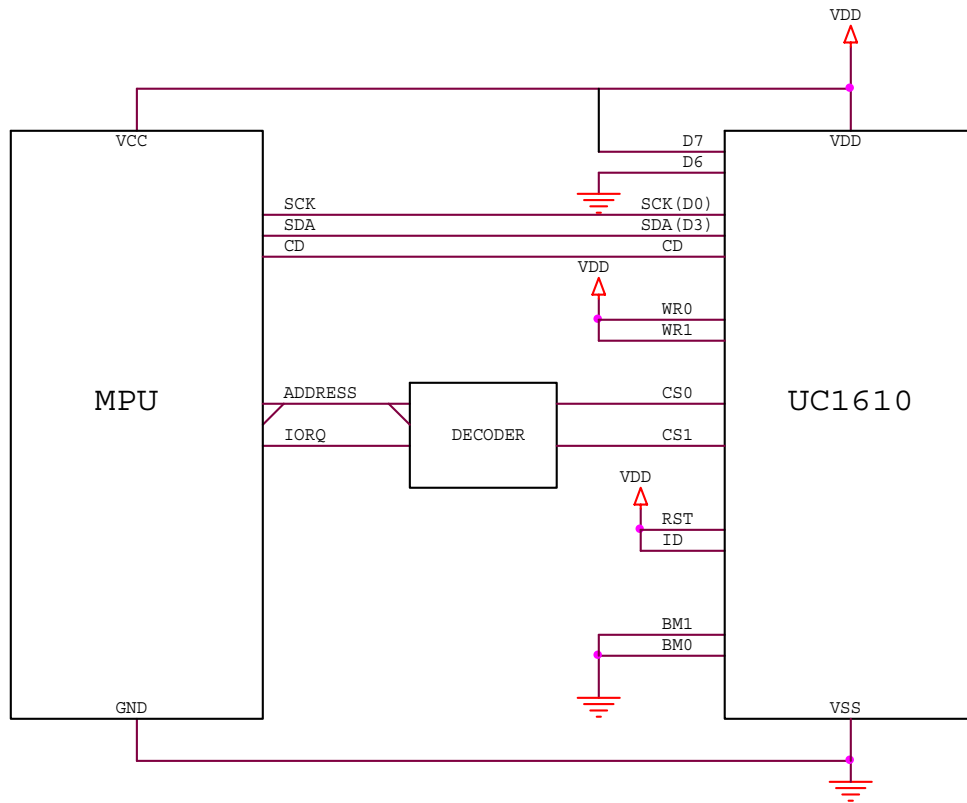 VDD
VCC
VDD
D7
D6
SCK
SCK(D0)
SDA
SDA(D3)
CD
CD
VDD
WR0
WR1
MPU
ADDRESS
CS0
UC1610
IORQ
DECODER
CS1
VDD
RST
ID
BM1
BM0
GND
VSS